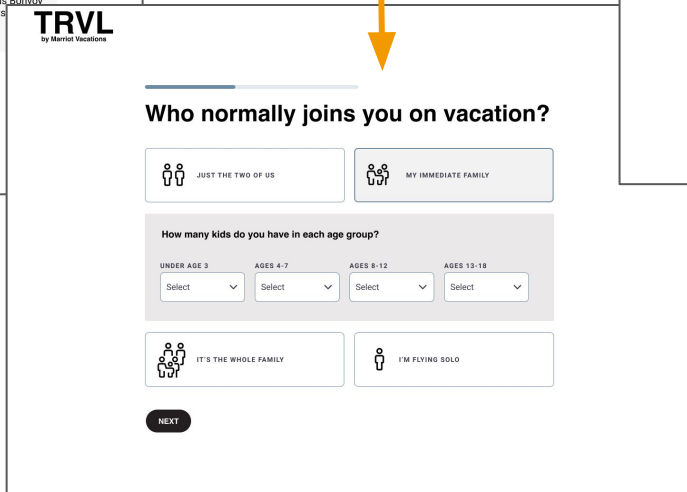 TRVL
by Marriot Vacations
Who normally joins you on vacation?
JUST THE TWO OF US
MY IMMEDIATE FAMILY
How many kids do you have in each age group?
UNDER AGE 3
AGES 4-7
AGES 8-12
AGES 13-18
Select
Select
Select
Select
IT'S THE WHOLE FAMILY
I'M FLYING SOLO
NEXT